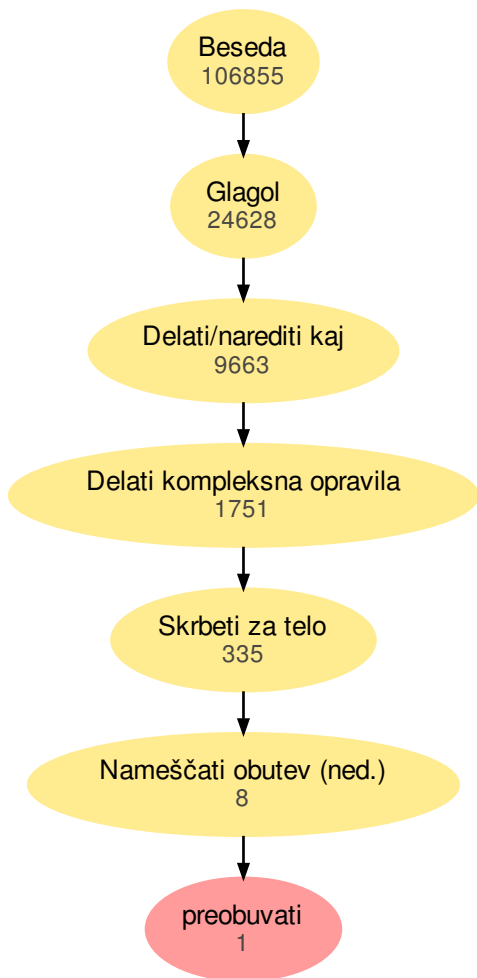 Beseda
106855
Glagol
24628
Delati/narediti kaj
9663
Delati kompleksna opravila
1751
Skrbeti za telo
335
Nameščati obutev (ned.)
8
preobuvati
1